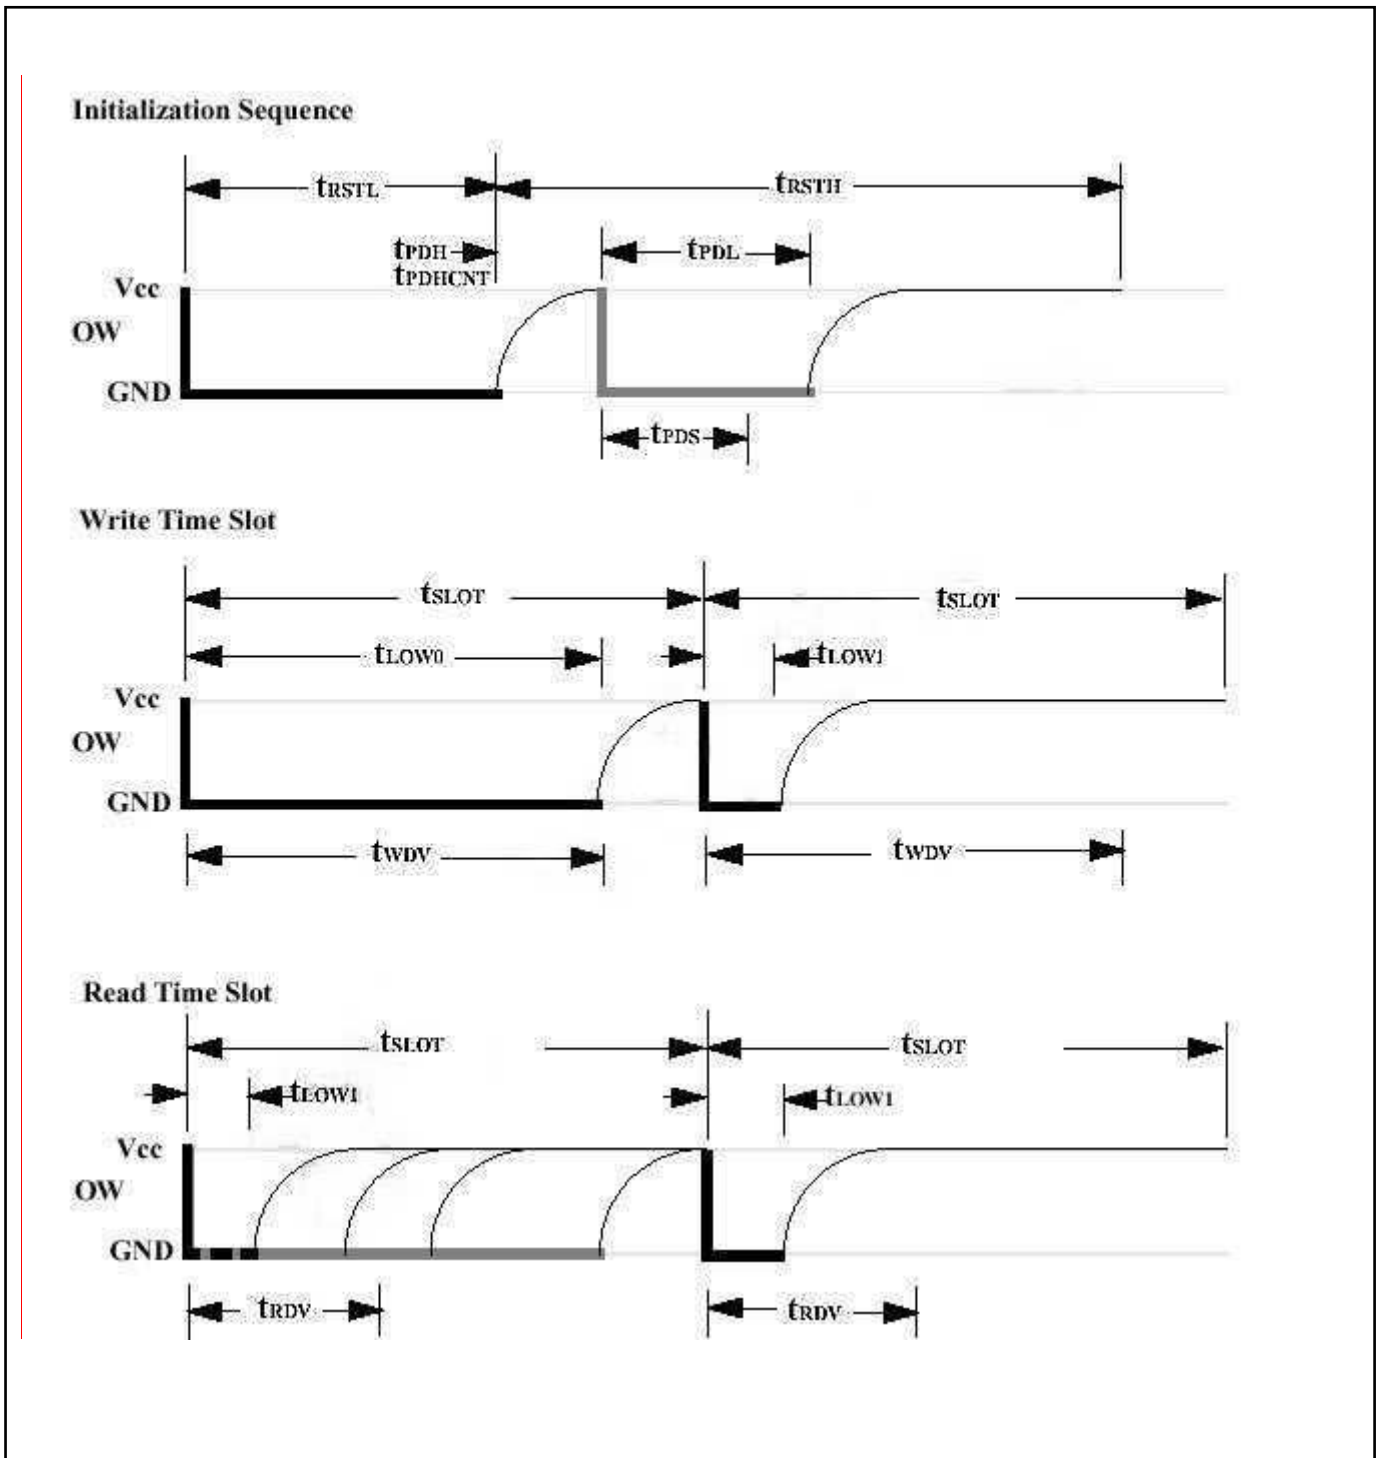 Initialization Sequence
tRSTL tRSTH
tPDH tPDL
tPDHCNT
Vcc
OW
GND
tPDS
Write Time Slot
tSLOT tSLOT
tLOW0 tLOW1
Vcc
OW
GND
tWDV tWDV
Read Time Slot
tSLOT tSLOT
tLOW1 tLOW1
Vcc
OW
GND
tRDV tRDV